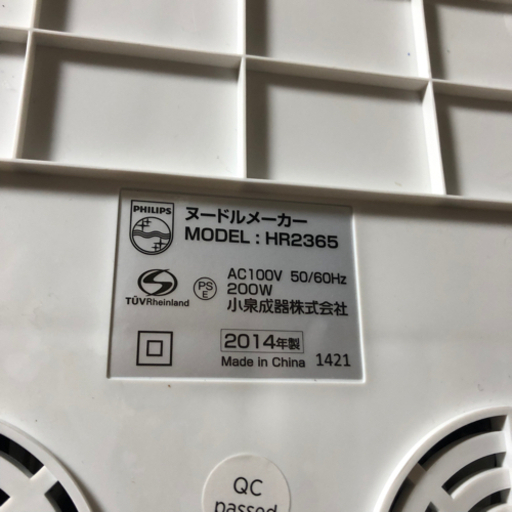 PHILIPS
ヌードルメーカー
MODEL : HR2365
TÜVRheinland
PS
E
AC100V 50/60Hz
200W
小泉成器株式会社
2014年製
Made in China 1421
QC
passed